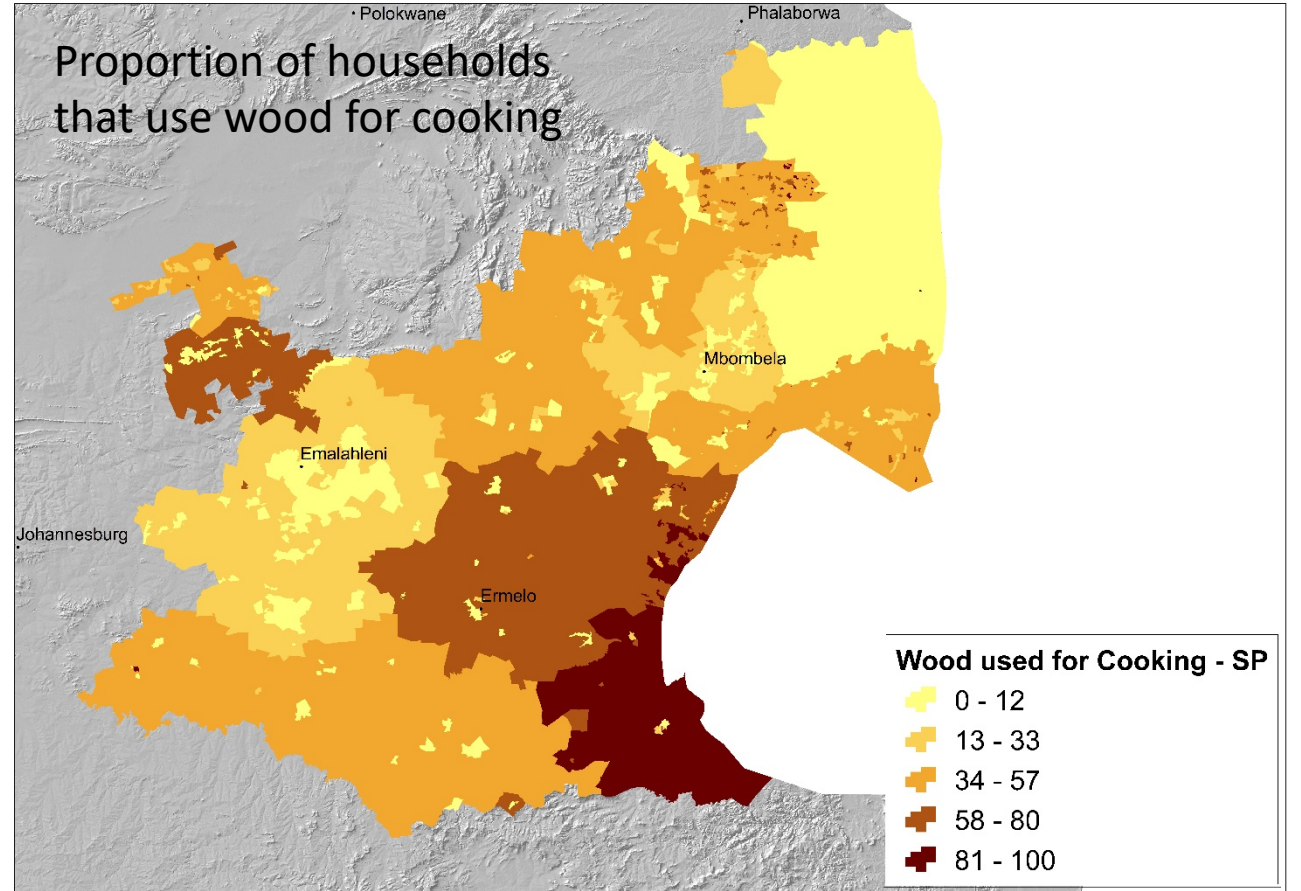 Polokwane
Phalaborwa
Proportion of households
that use wood for cooking
Mbombela
Emalahleni
Johannesburg
Ermelo
Wood used for Cooking - SP
0 - 12
13 - 33
34 - 57
58 - 80
81 - 100